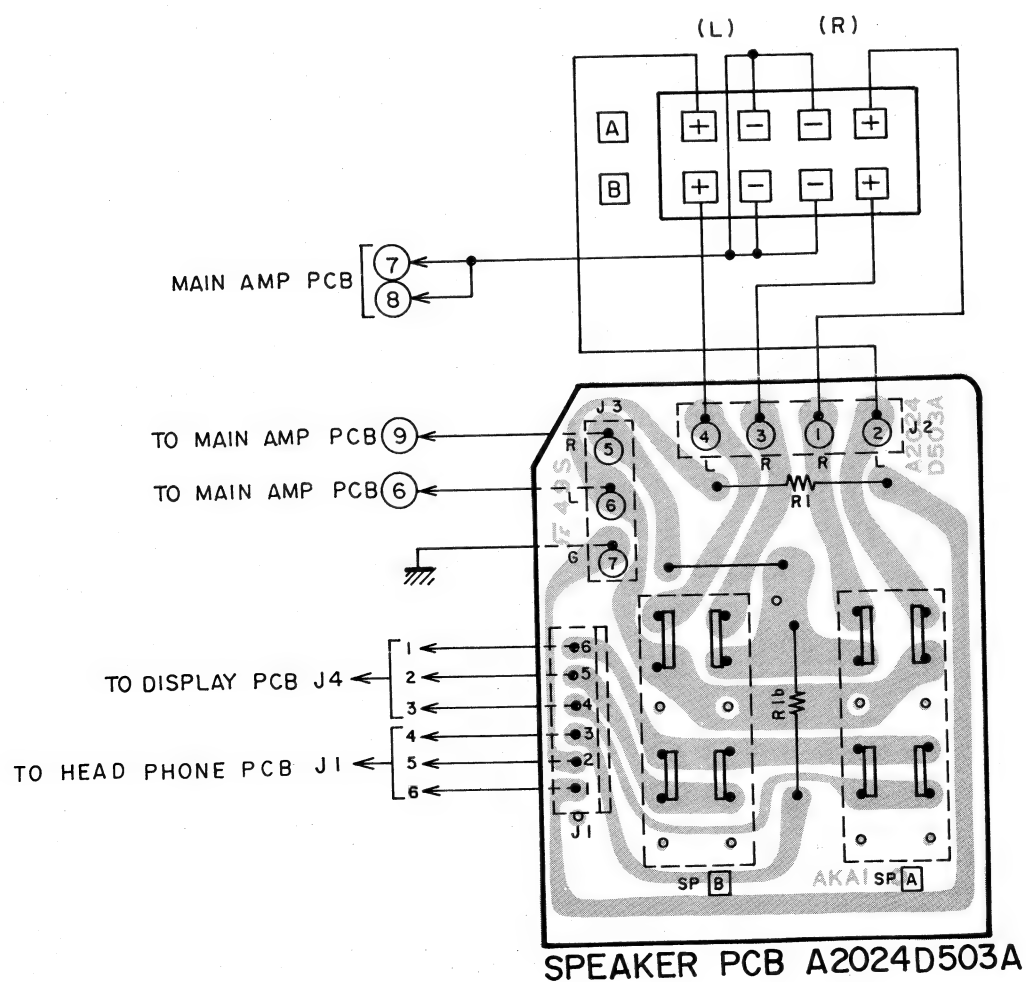 (L) (R)
A + − − +
B + − − +
MAIN AMP PCB 7
8
J3
4 3 1 2 J2
L R R L
A2024
D503A
TO MAIN AMP PCB 9 R 5
TO MAIN AMP PCB 6 L 6
R1
G 7
TO DISPLAY PCB J4
1 6
2 5
3 4
TO HEAD PHONE PCB J1
4 3
5 2
6 1
R1b
J1
SP B
AKAI
SP A
SPEAKER PCB A2024D503A